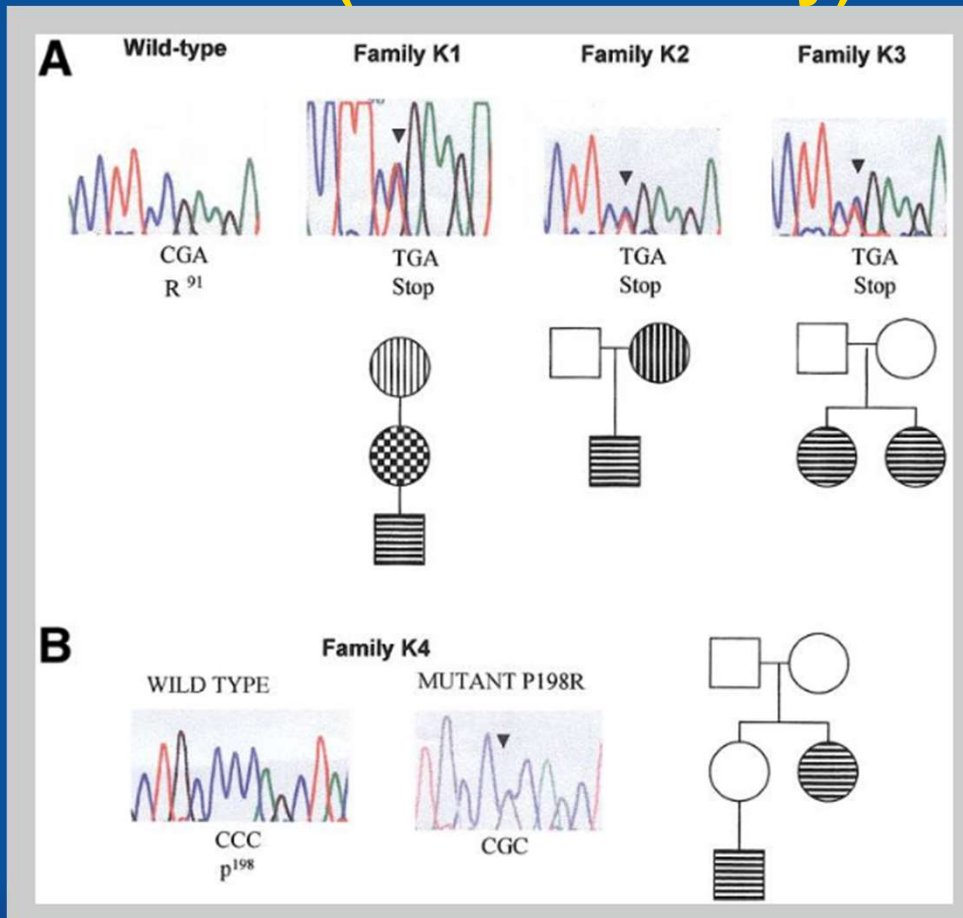 A
Wild-type
Family K1
Family K2
Family K3
CGA
R 91
TGA
Stop
TGA
Stop
TGA
Stop
B
Family K4
WILD TYPE
MUTANT P198R
CCC
p198
CGC